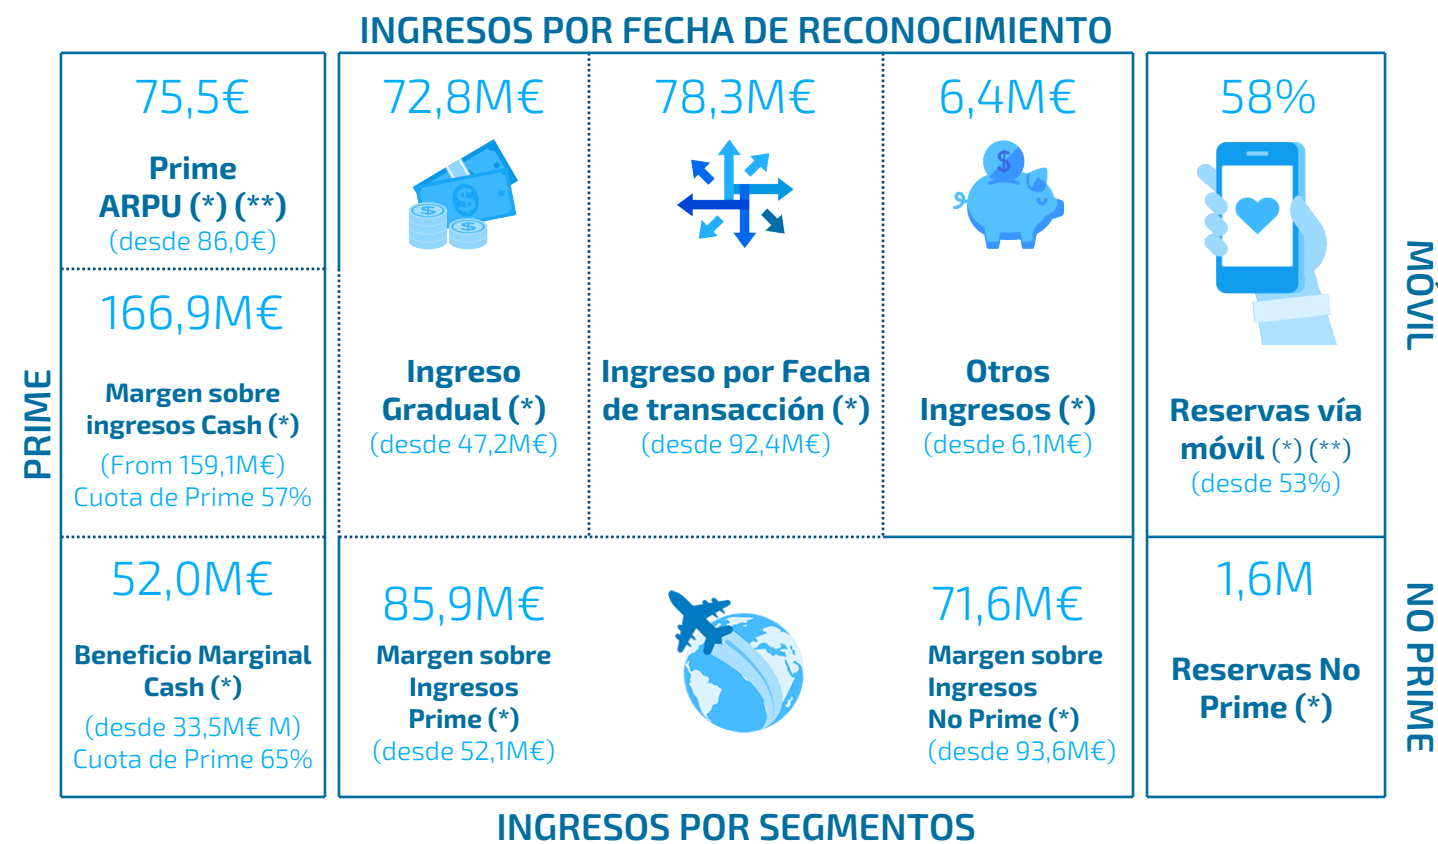 INGRESOS POR FECHA DE RECONOCIMIENTO
PRIME
75,5€
Prime
ARPU (*) (**)
(desde 86,0€)
166,9M€
Margen sobre
ingresos Cash (*)
(From 159,1M€)
Cuota de Prime 57%
52,0M€
Beneficio Marginal
Cash (*)
(desde 33,5M€ M)
Cuota de Prime 65%
72,8M€
Ingreso
Gradual (*)
(desde 47,2M€)
78,3M€
Ingreso por Fecha
de transacción (*)
(desde 92,4M€)
6,4M€
Otros
Ingresos (*)
(desde 6,1M€)
85,9M€
Margen sobre
Ingresos
Prime (*)
(desde 52,1M€)
71,6M€
Margen sobre
Ingresos
No Prime (*)
(desde 93,6M€)
58%
Reservas vía
móvil (*) (**)
(desde 53%)
MÓVIL
1,6M
Reservas No
Prime (*)
NO PRIME
INGRESOS POR SEGMENTOS